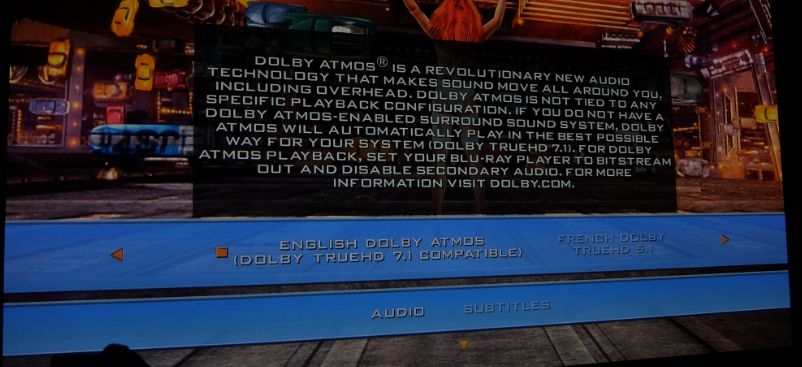 DOLBY ATMOS® IS A REVOLUTIONARY NEW AUDIO
TECHNOLOGY THAT MAKES SOUND MOVE ALL AROUND YOU,
INCLUDING OVERHEAD. DOLBY ATMOS IS NOT TIED TO ANY
SPECIFIC PLAYBACK CONFIGURATION. IF YOU DO NOT HAVE A
DOLBY ATMOS-ENABLED SURROUND SOUND SYSTEM, DOLBY
ATMOS WILL AUTOMATICALLY PLAY IN THE BEST POSSIBLE
WAY FOR YOUR SYSTEM (DOLBY TRUEHD 7.1). FOR DOLBY
ATMOS PLAYBACK, SET YOUR BLU-RAY PLAYER TO BITSTREAM
OUT AND DISABLE SECONDARY AUDIO. FOR MORE
INFORMATION VISIT DOLBY.COM.
ENGLISH DOLBY ATMOS
(DOLBY TRUEHD 7.1 COMPATIBLE)
FRENCH DOLBY
TRUEHD 5.1
AUDIO
SUBTITLES